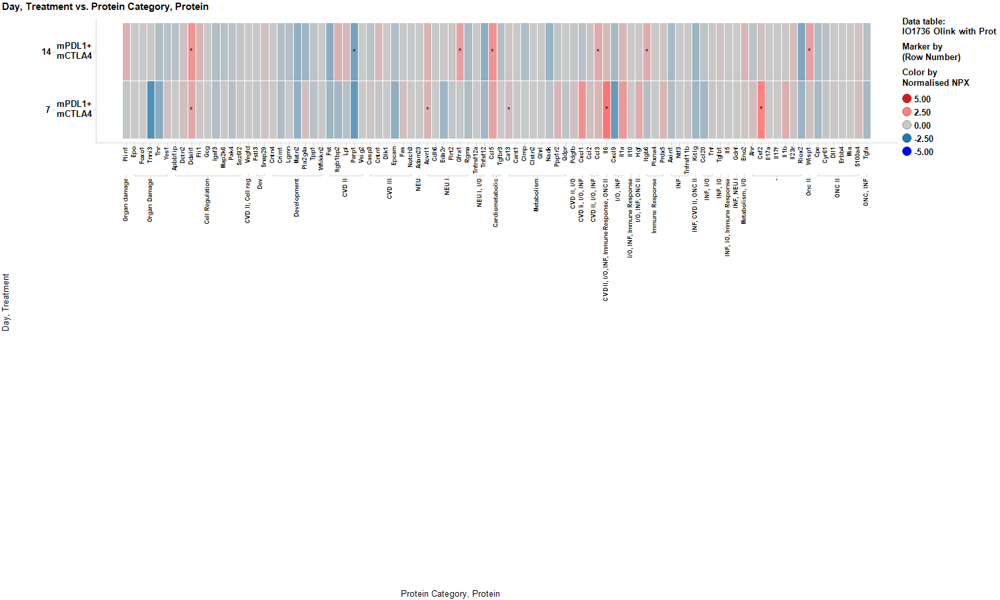 Day, Treatment vs. Protein Category, Protein
14
mPDL1+
mCTLA4
7
mPDL1+
mCTLA4
* * * * * * *
* * * * *
Data table:
IO1736 Olink with Prot
Marker by
(Row Number)
Color by
Normalised NPX
5.00
2.50
0.00
-2.50
-5.00
Plin1
Epo
Foxo1
Tnni3
Tnr
Yes1
Apbb1ip
Dctn2
Ddah1
Fli1
Gcg
Igsf3
Map2k6
Pak4
Sez6l2
Vegfd
Fstl3
Snap29
Cntn4
Crim1
Lgmn
Matn2
Pla2g4a
Tpp1
Wfikkn2
Fst
Itgb1bp2
Lpl
Parp1
Vsig2
Casp3
Cntn1
Dlk1
Epcam
Fas
Notch3
Adam23
Acvrl1
Cdh6
Eda2r
Flrt2
Gfra1
Rgma
Tnfrsf12a
Tnfsf12
Ccl5
Tgfbr3
Ca13
Cant1
Clmp
Clstn2
Ghrl
Nadk
Ppp1r2
Qdpr
Pdgfb
Cxcl1
Ccl2
Ccl3
Il6
Cxcl9
Il1a
Il10
Hgf
Itgb6
Plxna4
Prdx5
Axin1
Ntf3
Tnfrsf11b
Kitlg
Ccl20
Tnf
Tgfb1
Il5
Gdnf
Eno2
Ahr
Csf2
Il17a
Il17f
Il1b
Il23r
Riox2
Wisp1
Cpe
Cyr61
Dll1
Erbb4
Mia
S100a4
Tgfa
Organ damage
Organ Damage
Cell Regulation
CVD II, Cell reg
Dev
Development
CVD II
CVD III
NEU
NEU I
NEU I, I/O
Cardiometabolic
Metabolism
CVD II, I/O
CVD Ii, I/O, INF
CVD II, I/O, INF
CVD II, I/O, INF, Immune Response, ONC II
I/O, INF
I/O, INF, Immune Response
I/O, INF, ONC II
Immune Response
INF
INF, CVD II, ONC II
INF, I/O
INF, IO
INF, IO, Immune Response
INF, NEU I
Metabolism, I/O
-
Onc II
ONC II
ONC, INF
Day, Treatment
Protein Category, Protein